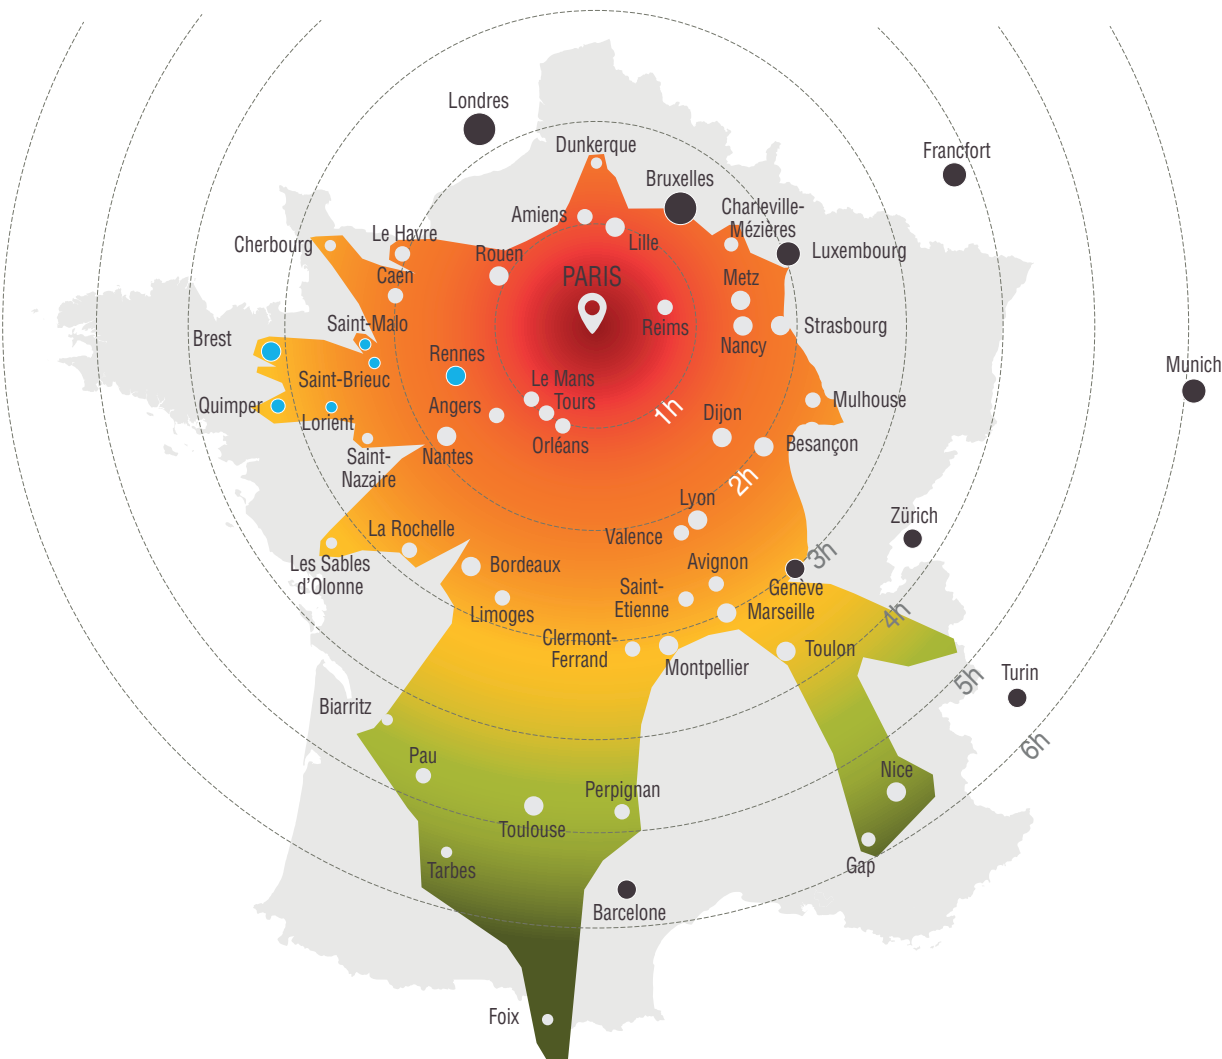 Londres
Dunkerque
Francfort
Bruxelles
Charleville-
Mézières
Amiens
Lille
Cherbourg
Le Havre
Rouen
Luxembourg
Caen
PARIS
Metz
Reims
Saint-Malo
Strasbourg
Nancy
Brest
Rennes
Saint-Brieuc
Le Mans
Tours
Munich
Quimper
Angers
Lorient
1h
Dijon
Mulhouse
Orléans
Besançon
Saint-
Nazaire
Nantes
2h
Lyon
Zürich
La Rochelle
Valence
Les Sables
d'Olonne
Bordeaux
Avignon
3h
Saint-
Etienne
Genève
Limoges
Marseille
4h
Clermont-
Ferrand
Toulon
Montpellier
5h
Turin
Biarritz
6h
Pau
Nice
Perpignan
Toulouse
Tarbes
Gap
Barcelone
Foix